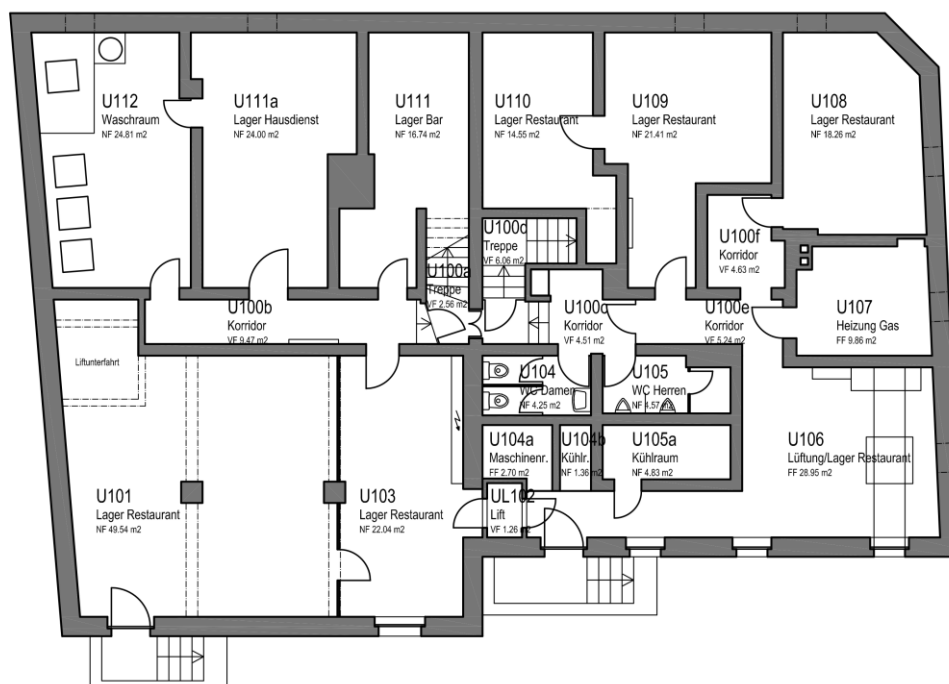 U112
Waschraum
NF 24.81 m2
U111a
Lager Hausdienst
NF 24.00 m2
U111
Lager Bar
NF 16.74 m2
U110
Lager Restaurant
NF 14.55 m2
U109
Lager Restaurant
NF 21.41 m2
U108
Lager Restaurant
NF 18.26 m2
U100d
Treppe
VF 6.06 m2
U100f
Korridor
VF 4.63 m2
U100a
Treppe
VF 2.56 m2
U100b
Korridor
VF 9.47 m2
U100c
Korridor
VF 4.51 m2
U100e
Korridor
VF 5.24 m2
U107
Heizung Gas
FF 9.86 m2
Liftunterfahrt
U104
WC Damen
NF 4.25 m2
U105
WC Herren
NF 4.57 m2
U104a
Maschinenr.
FF 2.70 m2
U104b
Kühlr.
NF 1.36 m2
U105a
Kühlraum
NF 4.83 m2
U106
Lüftung/Lager Restaurant
FF 28.95 m2
U101
Lager Restaurant
NF 49.54 m2
U103
Lager Restaurant
NF 22.04 m2
UL102
Lift
VF 1.26 m2